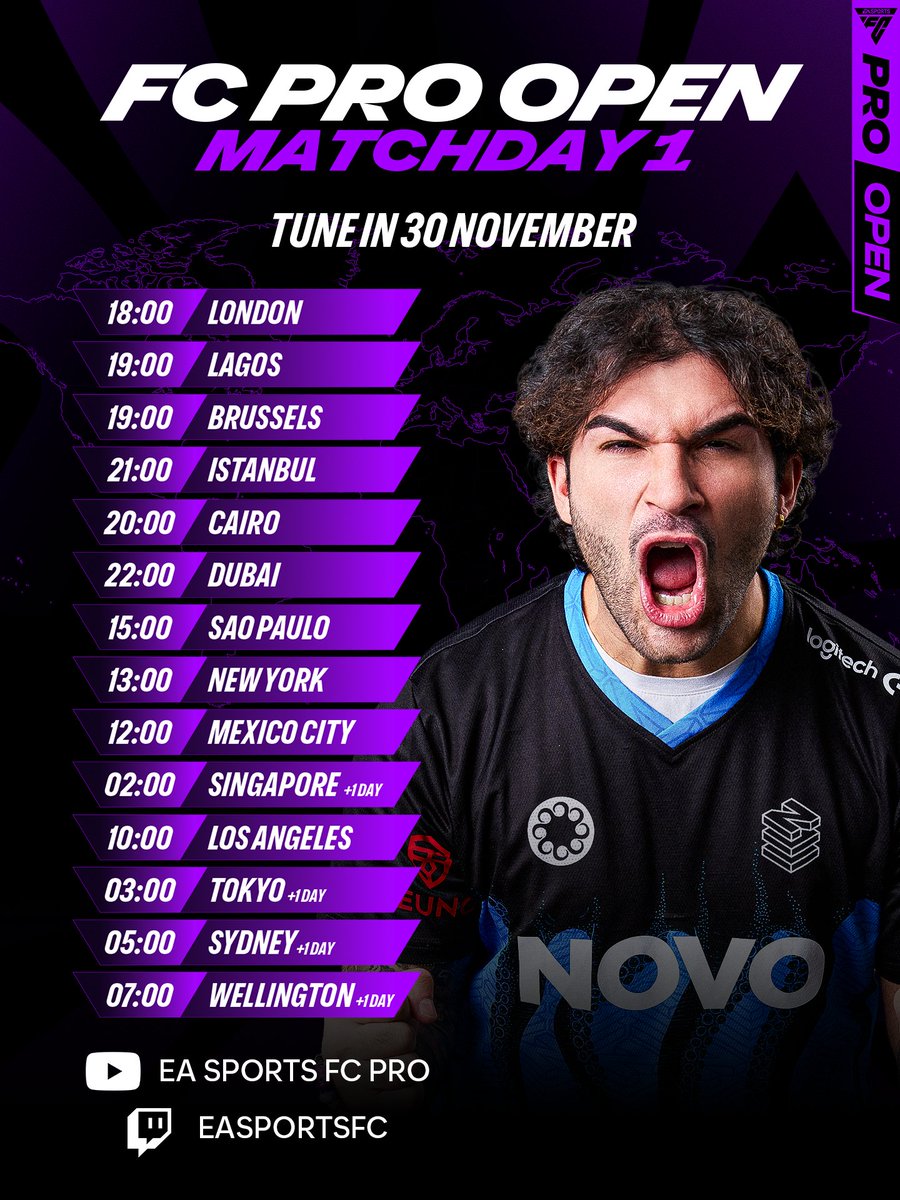 FC PRO OPEN
MATCHDAY 1
TUNE IN 30 NOVEMBER
18:00 LONDON
19:00 LAGOS
19:00 BRUSSELS
21:00 ISTANBUL
20:00 CAIRO
22:00 DUBAI
15:00 SAO PAULO
13:00 NEW YORK
12:00 MEXICO CITY
02:00 SINGAPORE +1 DAY
10:00 LOS ANGELES
03:00 TOKYO +1 DAY
05:00 SYDNEY +1 DAY
07:00 WELLINGTON +1 DAY
EA SPORTS FC PRO
EASPORTSFC
EA SPORTS
FC
PRO OPEN
logitech G
NOVO